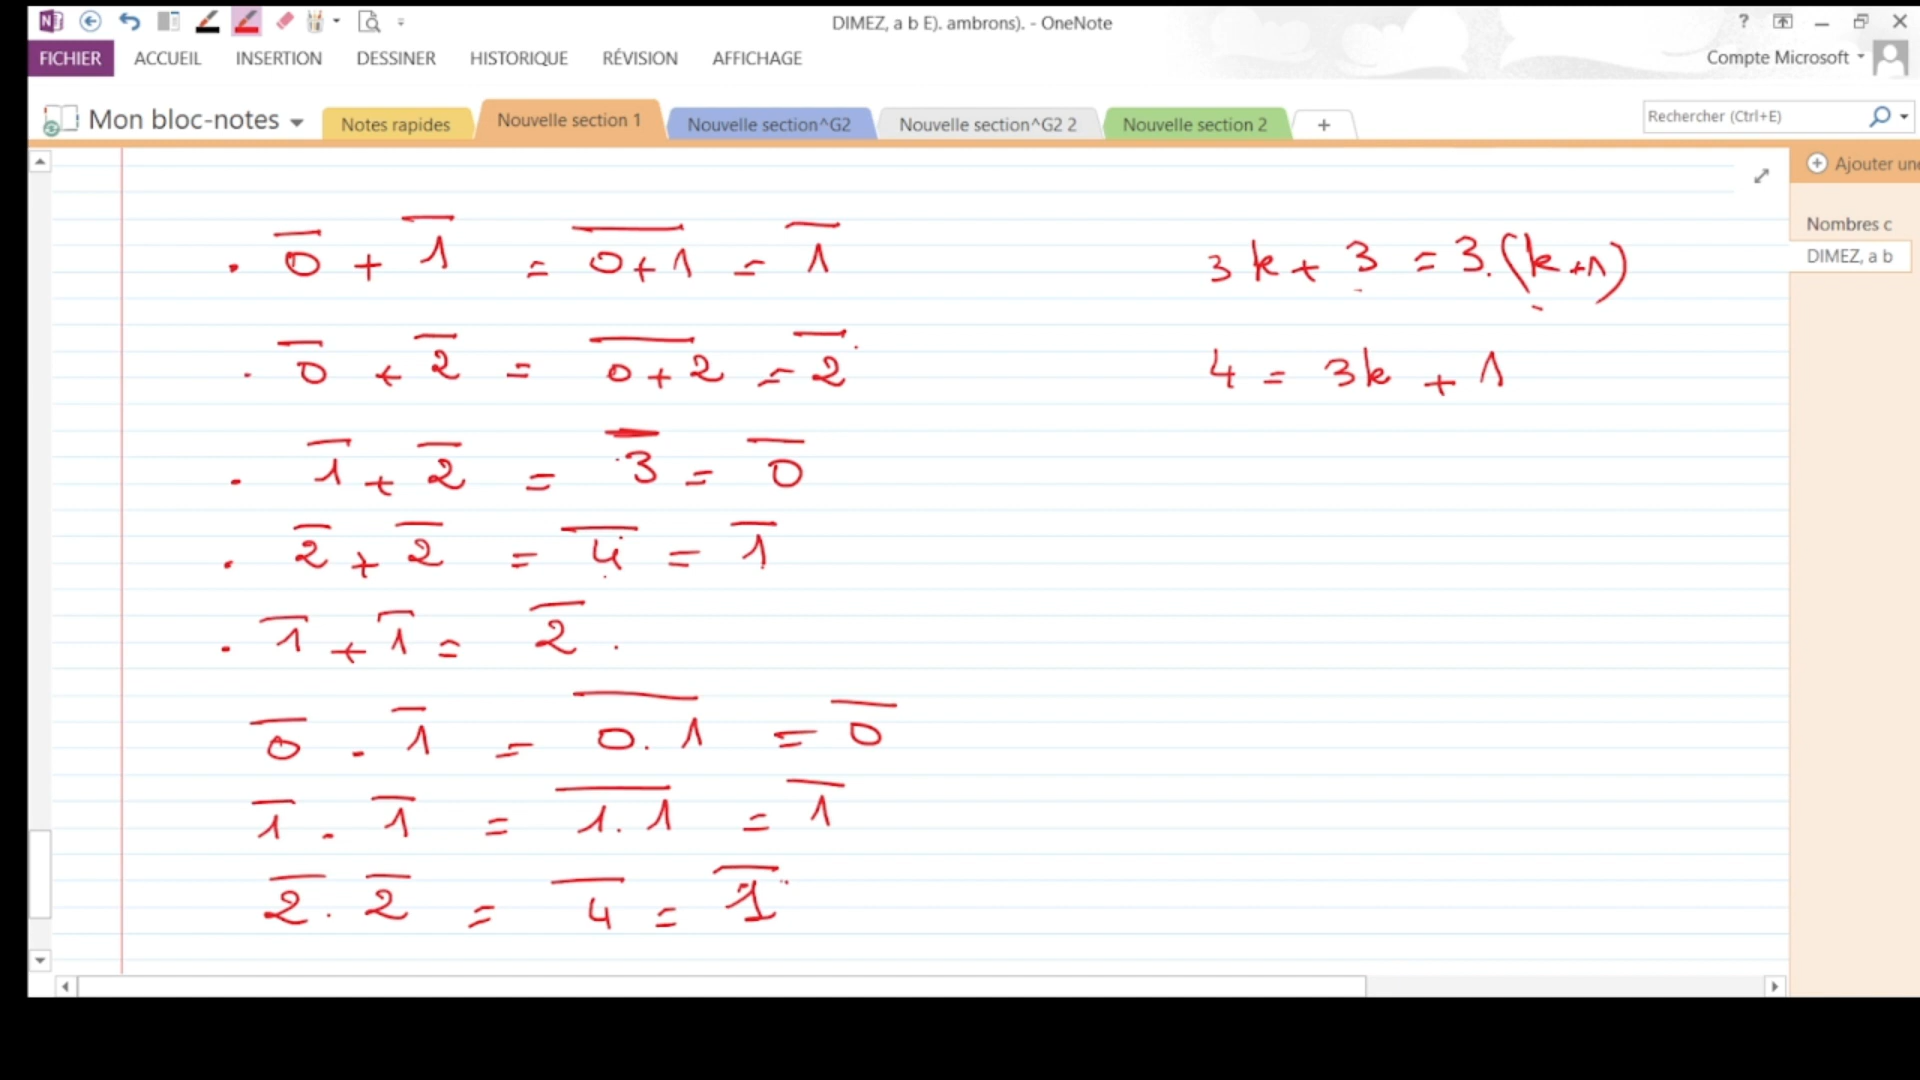 DIMEZ, a b E). ambrons). - OneNote
FICHIER ACCUEIL INSERTION DESSINER HISTORIQUE RÉVISION AFFICHAGE Compte Microsoft
Mon bloc-notes Notes rapides Nouvelle section 1 Nouvelle section^G2 Nouvelle section^G2 2 Nouvelle section 2 + Rechercher (Ctrl+E)
Ajouter une
Nombres c
DIMEZ, a b
. 0̅ + 1̅ = 0̅+̅1̅ = 1̅
3k + 3 = 3.(k+1)
. 0̅ + 2̅ = 0̅+̅2̅ = 2̅
4 = 3k + 1
. 1̅ + 2̅ = 3̅ = 0̅
. 2̅ + 2̅ = 4̅ = 1̅
. 1̅ + 1̅ = 2̅ .
0̅ . 1̅ = 0̅.̅1̅ = 0̅
1̅ . 1̅ = 1̅.̅1̅ = 1̅
2̅ . 2̅ = 4̅ = 1̅